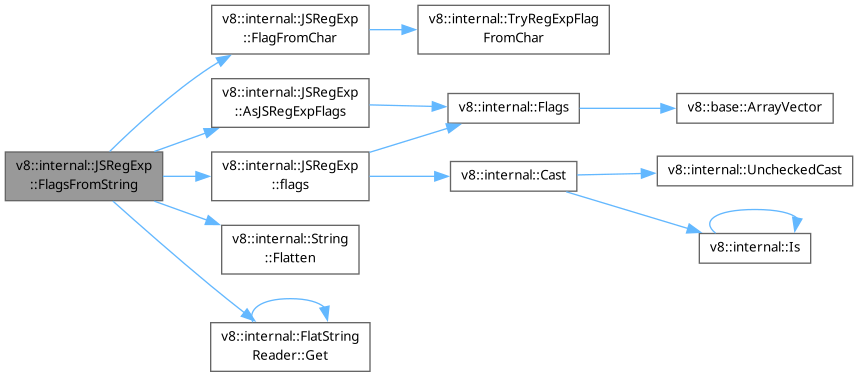 v8::internal::JSRegExp
::FlagsFromString
v8::internal::JSRegExp
::FlagFromChar
v8::internal::TryRegExpFlag
FromChar
v8::internal::JSRegExp
::AsJSRegExpFlags
v8::internal::Flags
v8::base::ArrayVector
v8::internal::JSRegExp
::flags
v8::internal::Cast
v8::internal::UncheckedCast
v8::internal::Is
v8::internal::String
::Flatten
v8::internal::FlatString
Reader::Get